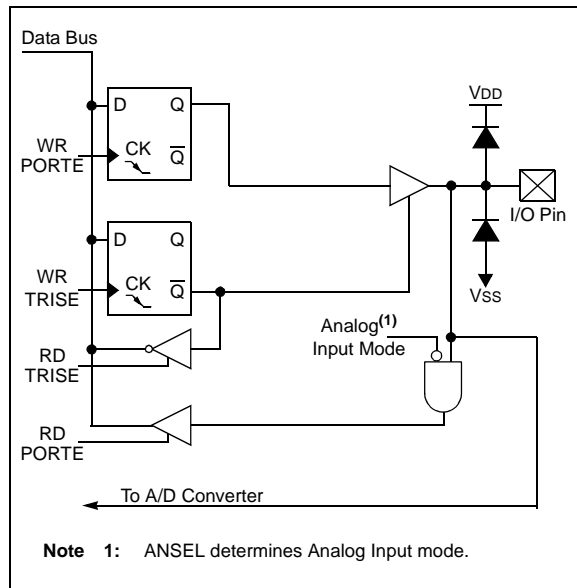 Data Bus
D Q
VDD
WR
PORTE
CK Q
I/O Pin
D Q
VSS
WR
TRISE
CK Q
Analog(1)
Input Mode
RD
TRISE
RD
PORTE
To A/D Converter
Note 1: ANSEL determines Analog Input mode.